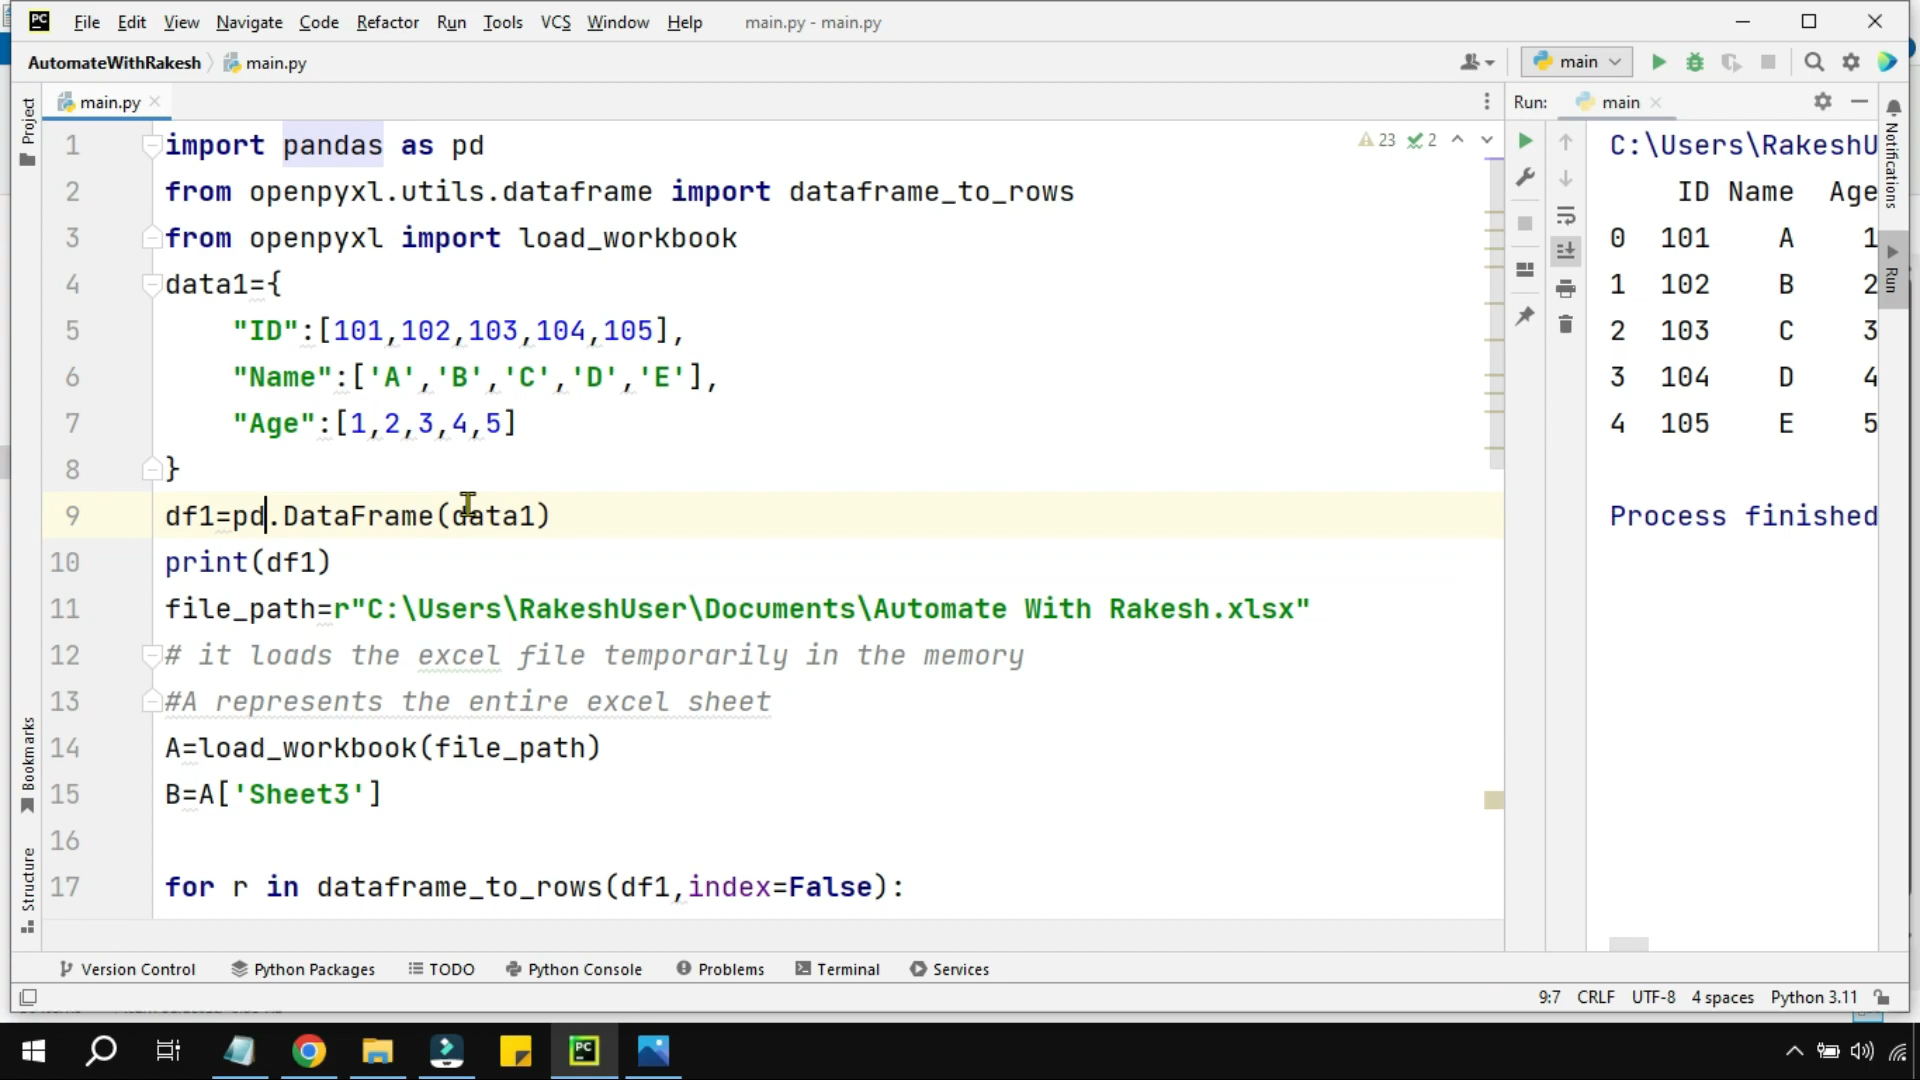 File Edit View Navigate Code Refactor Run Tools VCS Window Help main.py - main.py
AutomateWithRakesh main.py main
main.py
Run: main
23 2
Project
Bookmarks
Structure
Notifications
Run
1 import pandas as pd
2 from openpyxl.utils.dataframe import dataframe_to_rows
3 from openpyxl import load_workbook
4 data1={
5 "ID":[101,102,103,104,105],
6 "Name":['A','B','C','D','E'],
7 "Age":[1,2,3,4,5]
8 }
9 df1=pd.DataFrame(data1)
10 print(df1)
11 file_path=r"C:\Users\RakeshUser\Documents\Automate With Rakesh.xlsx"
12 # it loads the excel file temporarily in the memory
13 #A represents the entire excel sheet
14 A=load_workbook(file_path)
15 B=A['Sheet3']
16
17 for r in dataframe_to_rows(df1,index=False):
C:\Users\RakeshU
ID Name Age
0 101 A 1
1 102 B 2
2 103 C 3
3 104 D 4
4 105 E 5
Process finished
Version Control Python Packages TODO Python Console Problems Terminal Services
9:7 CRLF UTF-8 4 spaces Python 3.11